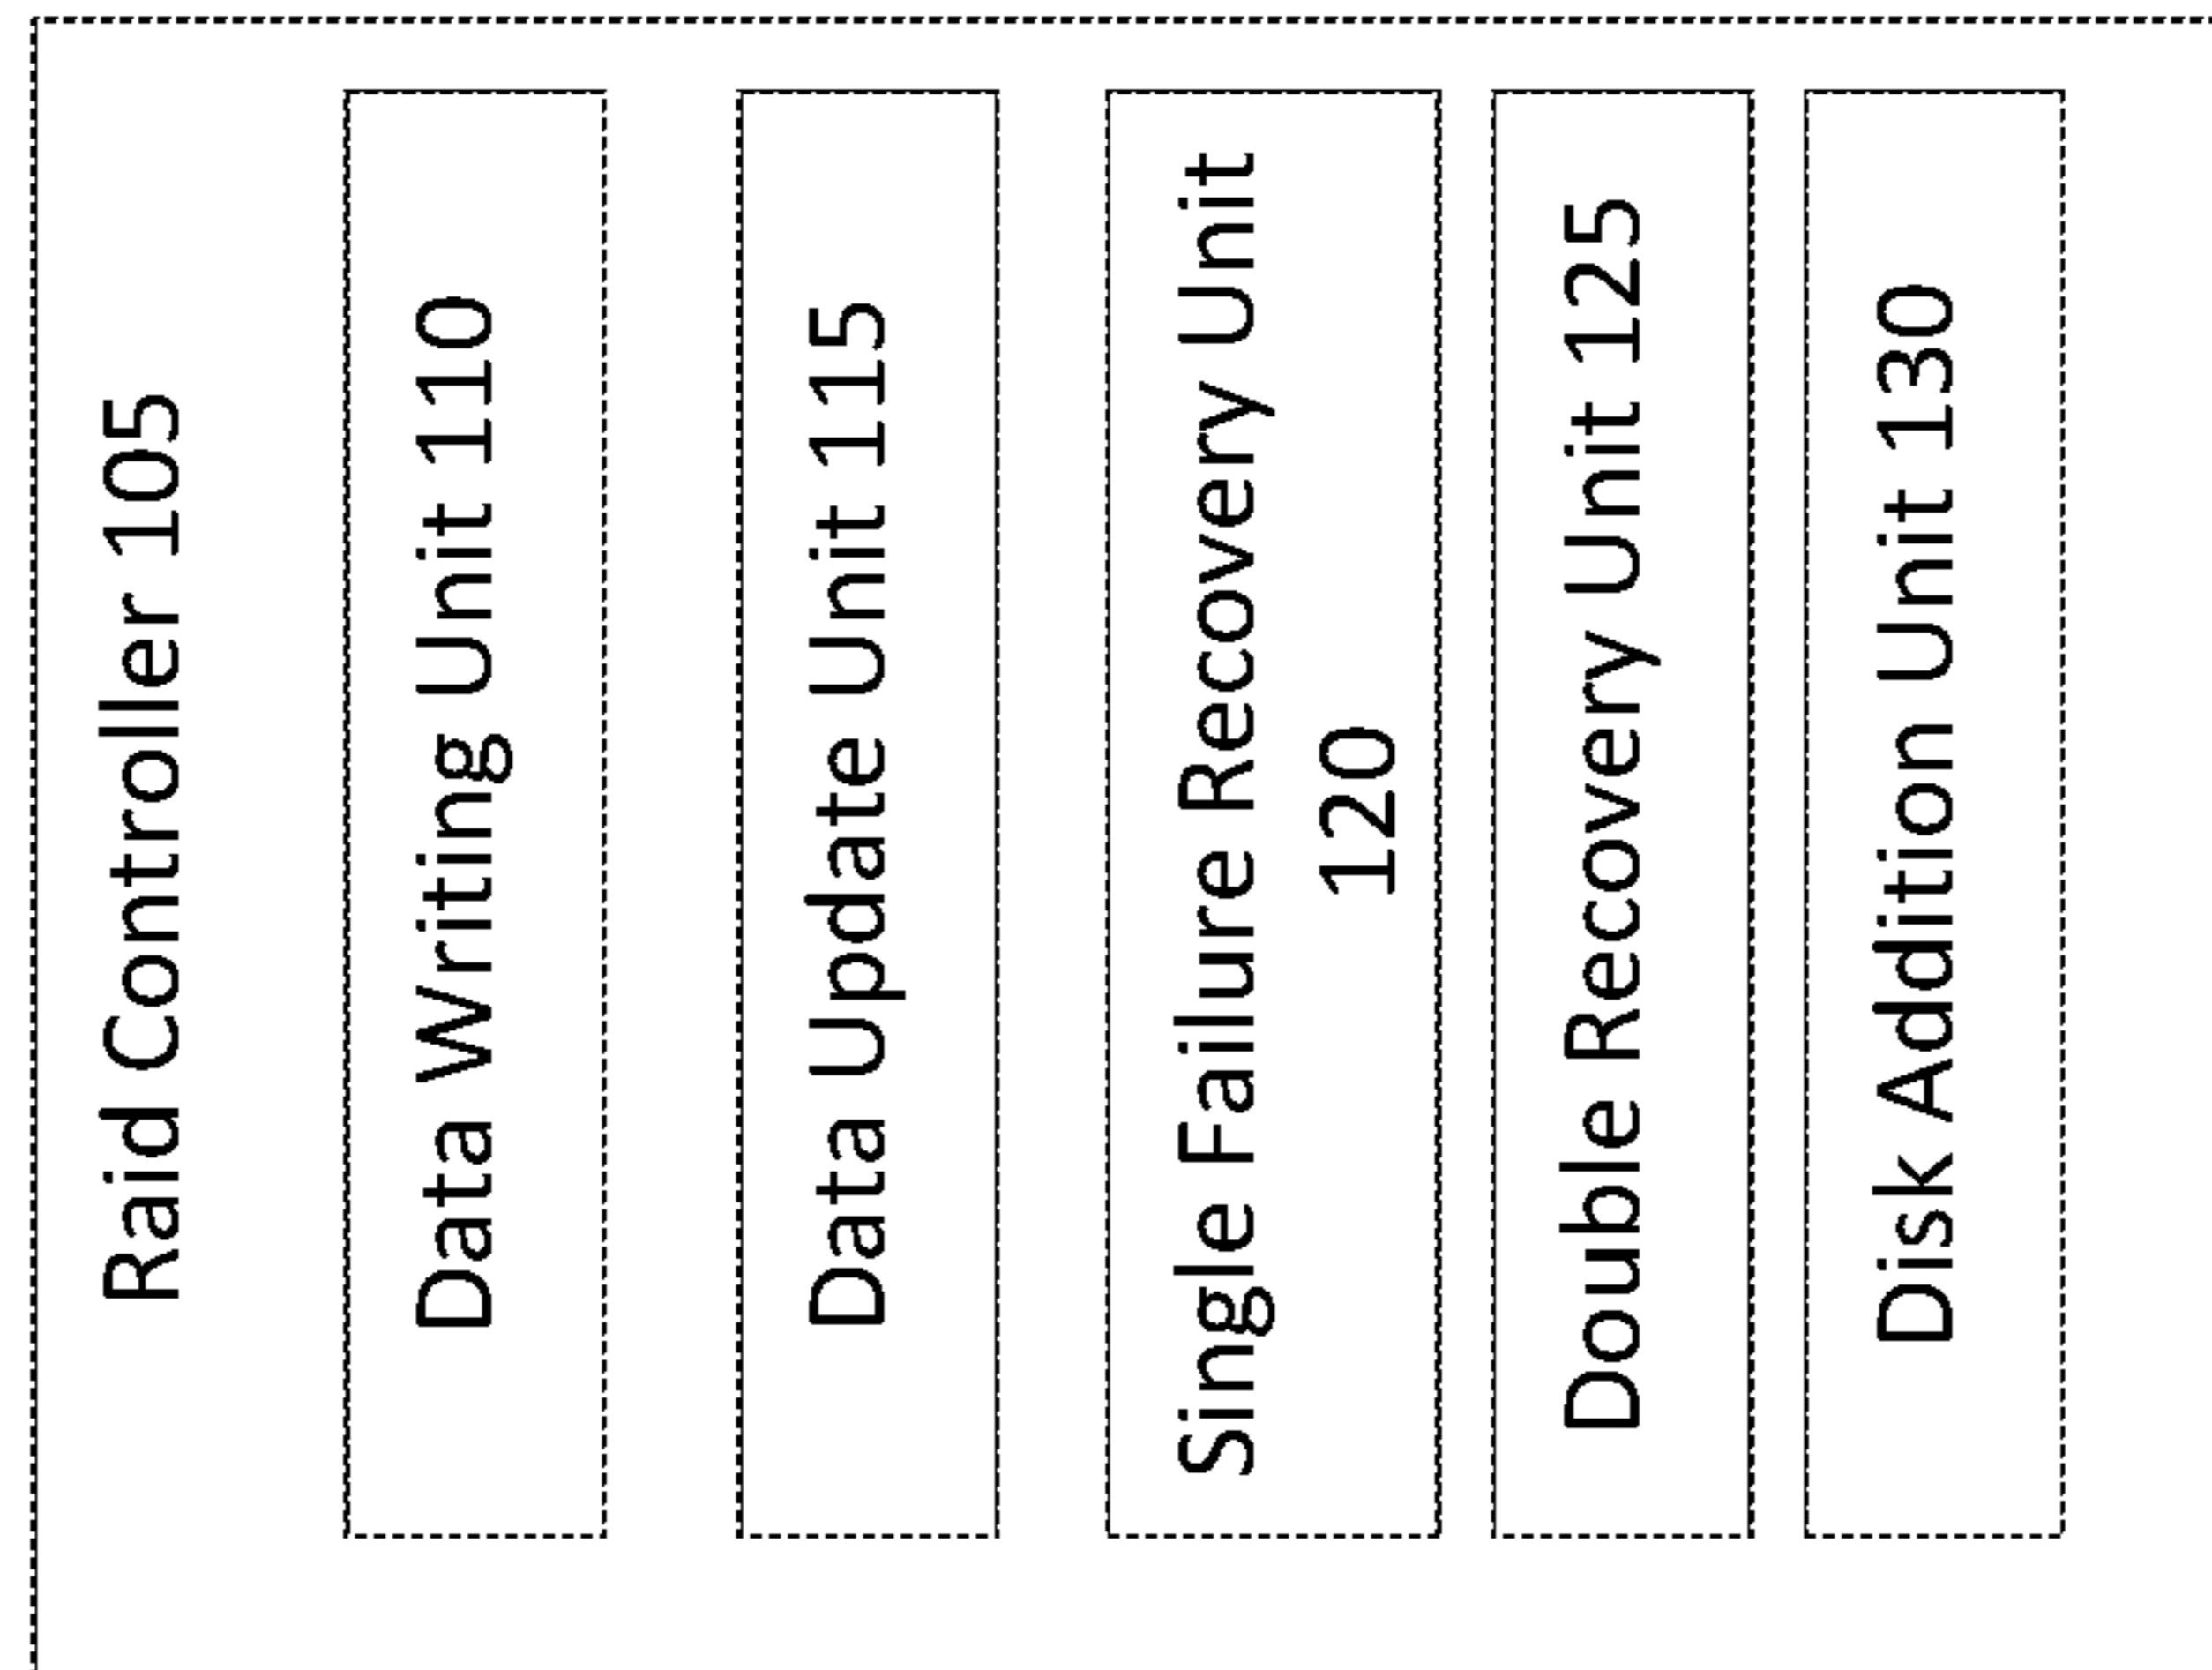 Raid Controller 105
Data Writing Unit 110
Data Update Unit 115
Single Failure Recovery Unit
120
Double Recovery Unit 125
Disk Addition Unit 130